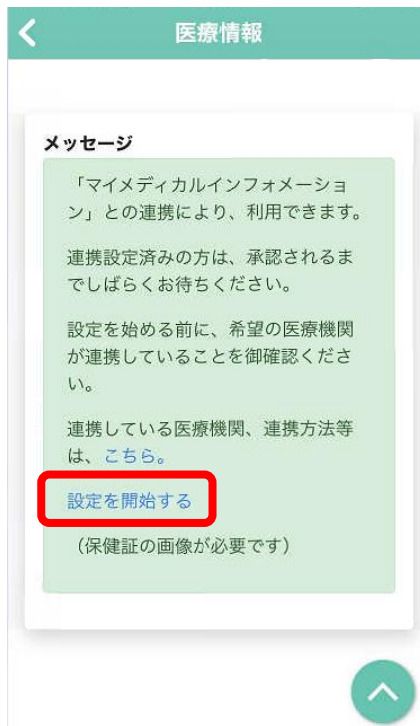 医療情報
メッセージ
「マイメディカルインフォメーショ
ン」との連携により、利用できます。
連携設定済みの方は、承認されるま
でしばらくお待ちください。
設定を始める前に、希望の医療機関
が連携していることを御確認くださ
い。
連携している医療機関、連携方法等
は、こちら。
設定を開始する
（保健証の画像が必要です）